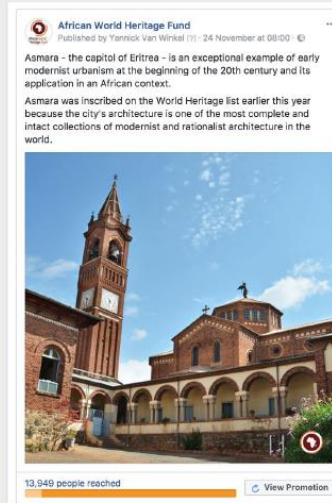 African World Heritage Fund
Published by Yannick Van Winkel [?] · 24 November at 08:00 ·
Asmara - the capitol of Eritrea - is an exceptional example of early
modernist urbanism at the beginning of the 20th century and its
application in an African context.
Asmara was inscribed on the World Heritage list earlier this year
because the city's architecture is one of the most complete and
intact collections of modernist and rationalist architecture in the
world.
13,949 people reached
View Promotion